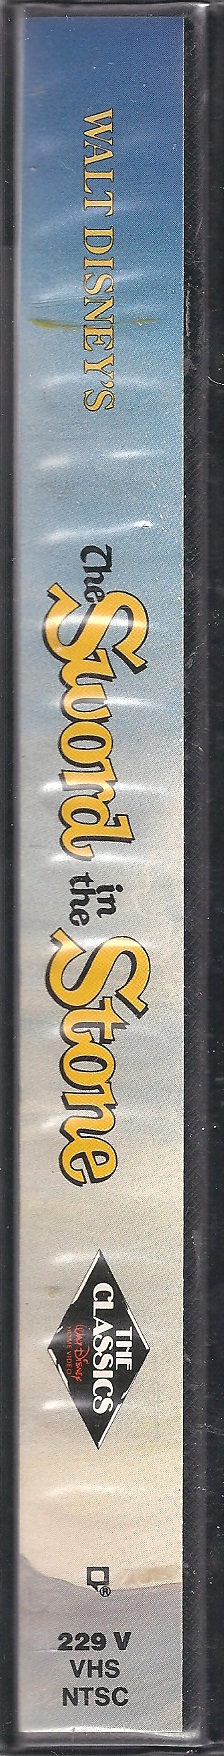 WALT DISNEY'S
The Sword in the Stone
THE
CLASSICS
WALT DISNEY
HOME VIDEO
®
229 V
VHS
NTSC